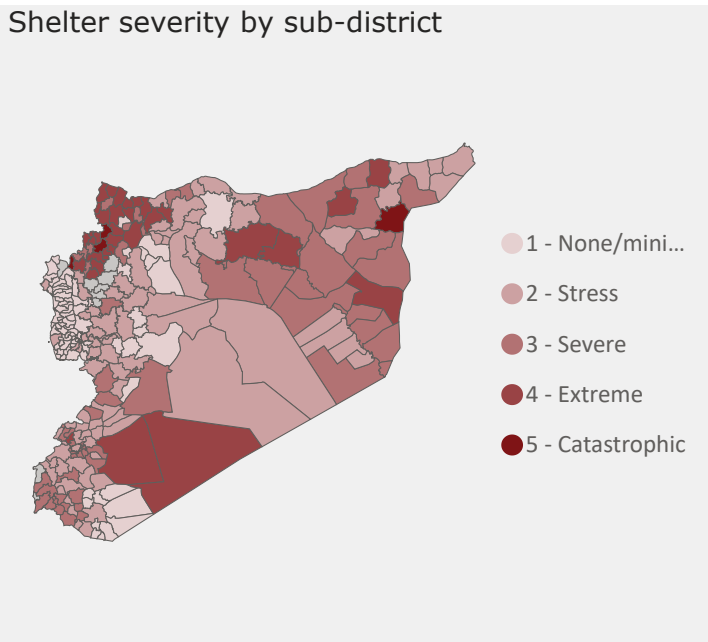 Shelter severity by sub-district
1 - None/mini...
2 - Stress
3 - Severe
4 - Extreme
5 - Catastrophic